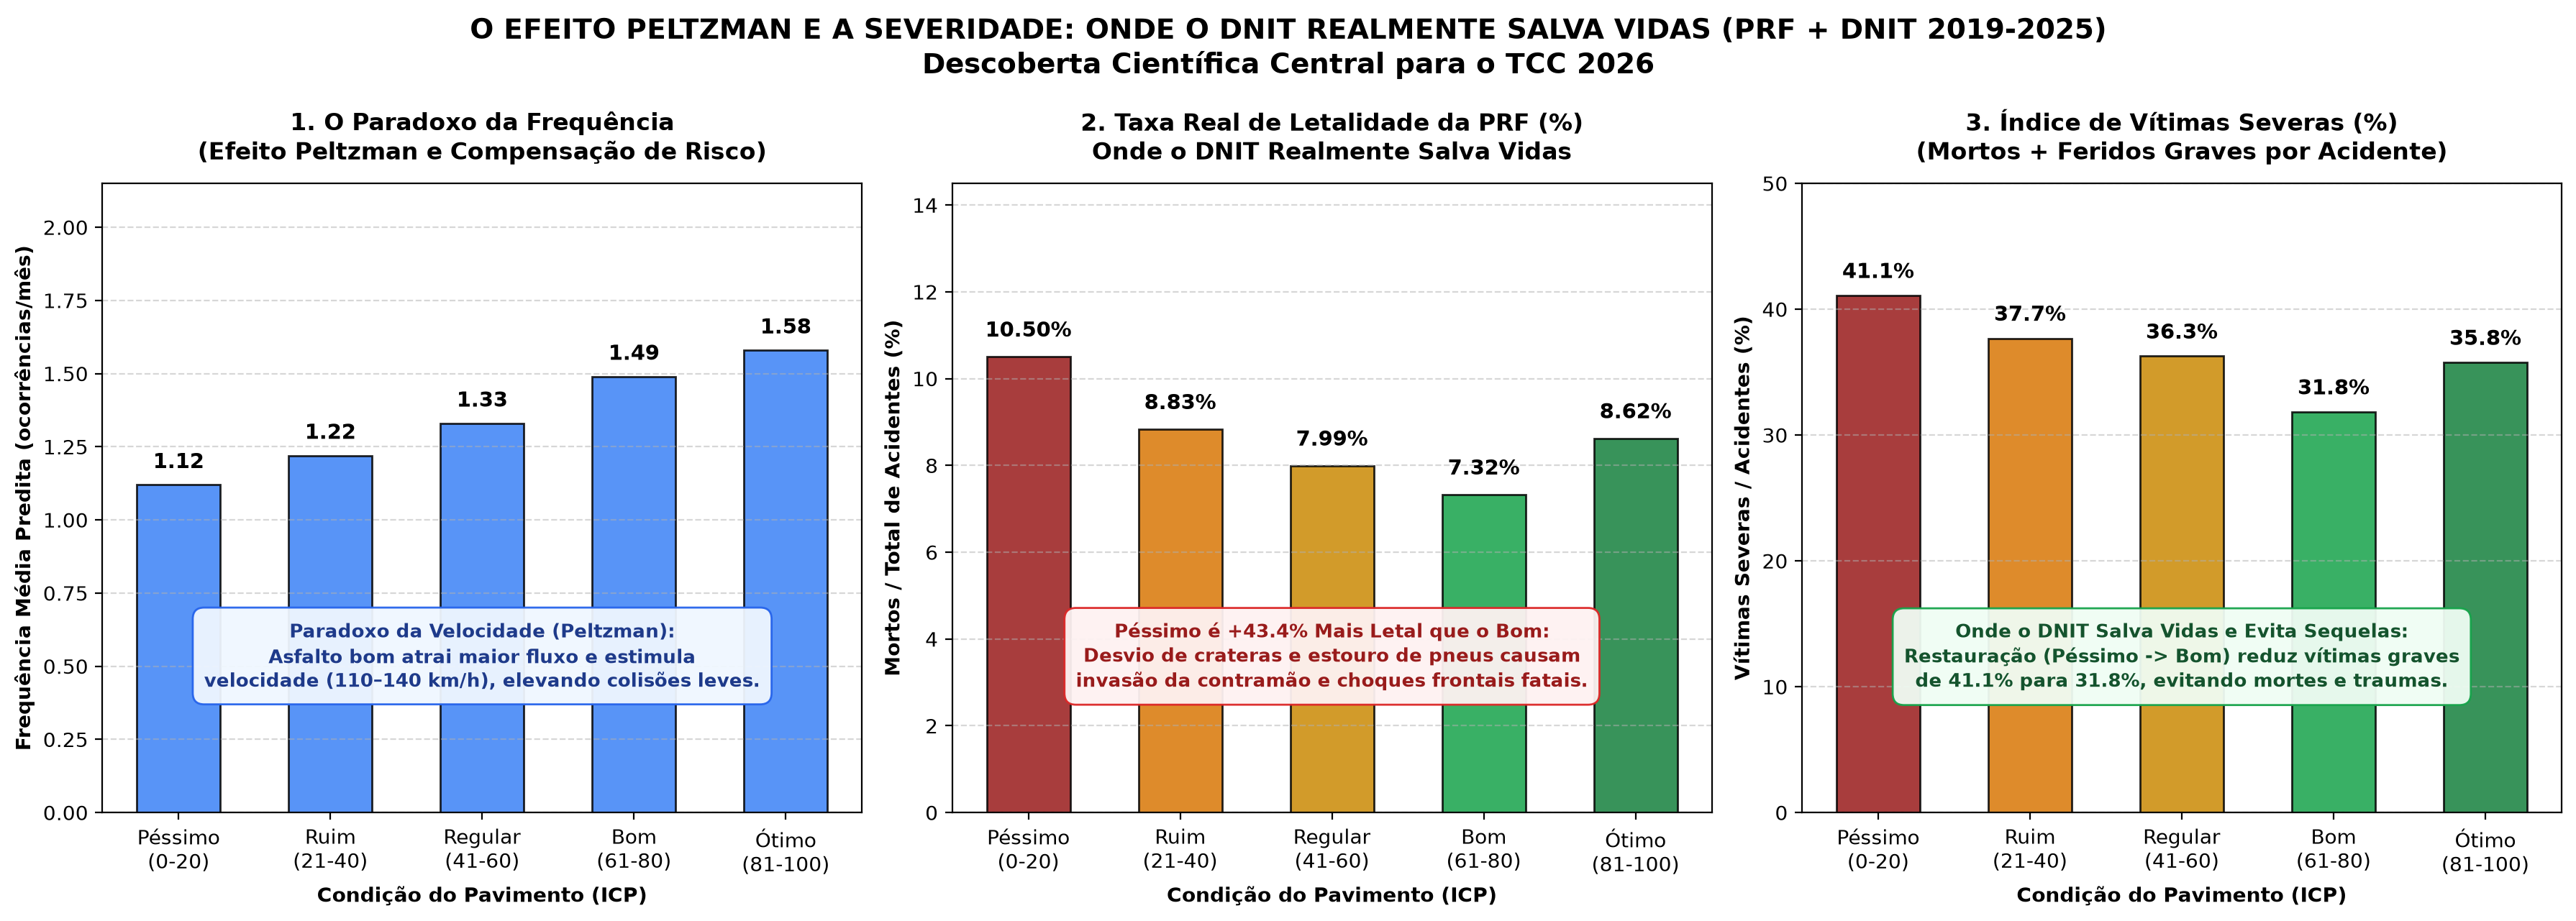 O EFEITO PELTZMAN E A SEVERIDADE: ONDE O DNIT REALMENTE SALVA VIDAS (PRF + DNIT 2019-2025)
Descoberta Científica Central para o TCC 2026
1. O Paradoxo da Frequência
(Efeito Peltzman e Compensação de Risco)
Frequência Média Predita (ocorrências/mês)
2.00
1.75
1.50
1.25
1.00
0.75
0.50
0.25
0.00
1.12
1.22
1.33
1.49
1.58
Paradoxo da Velocidade (Peltzman):
Asfalto bom atrai maior fluxo e estimula
velocidade (110–140 km/h), elevando colisões leves.
Péssimo
(0-20)
Ruim
(21-40)
Regular
(41-60)
Bom
(61-80)
Ótimo
(81-100)
Condição do Pavimento (ICP)
2. Taxa Real de Letalidade da PRF (%)
Onde o DNIT Realmente Salva Vidas
Mortos / Total de Acidentes (%)
14
12
10
8
6
4
2
0
10.50%
8.83%
7.99%
7.32%
8.62%
Péssimo é +43.4% Mais Letal que o Bom:
Desvio de crateras e estouro de pneus causam
invasão da contramão e choques frontais fatais.
Péssimo
(0-20)
Ruim
(21-40)
Regular
(41-60)
Bom
(61-80)
Ótimo
(81-100)
Condição do Pavimento (ICP)
3. Índice de Vítimas Severas (%)
(Mortos + Feridos Graves por Acidente)
Vítimas Severas / Acidentes (%)
50
40
30
20
10
0
41.1%
37.7%
36.3%
31.8%
35.8%
Onde o DNIT Salva Vidas e Evita Sequelas:
Restauração (Péssimo -> Bom) reduz vítimas graves
de 41.1% para 31.8%, evitando mortes e traumas.
Péssimo
(0-20)
Ruim
(21-40)
Regular
(41-60)
Bom
(61-80)
Ótimo
(81-100)
Condição do Pavimento (ICP)